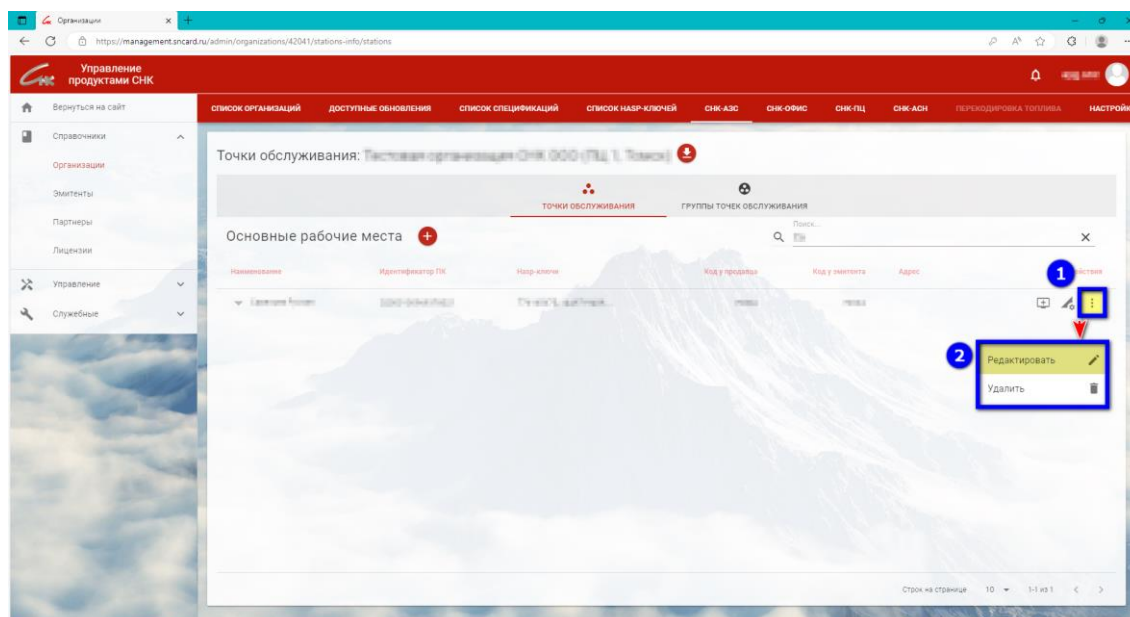 Организации
https://management.sncard.ru/admin/organizations/42041/stations-info/stations
СНК
Управление
продуктами СНК
Вернуться на сайт
СПИСОК ОРГАНИЗАЦИЙ ДОСТУПНЫЕ ОБНОВЛЕНИЯ СПИСОК СПЕЦИФИКАЦИЙ СПИСОК HASP-КЛЮЧЕЙ СНК-АЗС СНК-ОФИС СНК-ПЦ СНК-АСН ПЕРЕКОДИРОВКА ТОПЛИВА НАСТРОЙК
Справочники
Организации
Эмитенты
Партнеры
Лицензии
Управление
Служебные
Точки обслуживания:
ТОЧКИ ОБСЛУЖИВАНИЯ ГРУППЫ ТОЧЕК ОБСЛУЖИВАНИЯ
Основные рабочие места
Поиск...
Наименование Идентификатор ПК Hasp-ключи Код у продавца Код у эмитента Адрес йствия
1
2
Редактировать
Удалить
Строк на странице 10 1-1 из 1